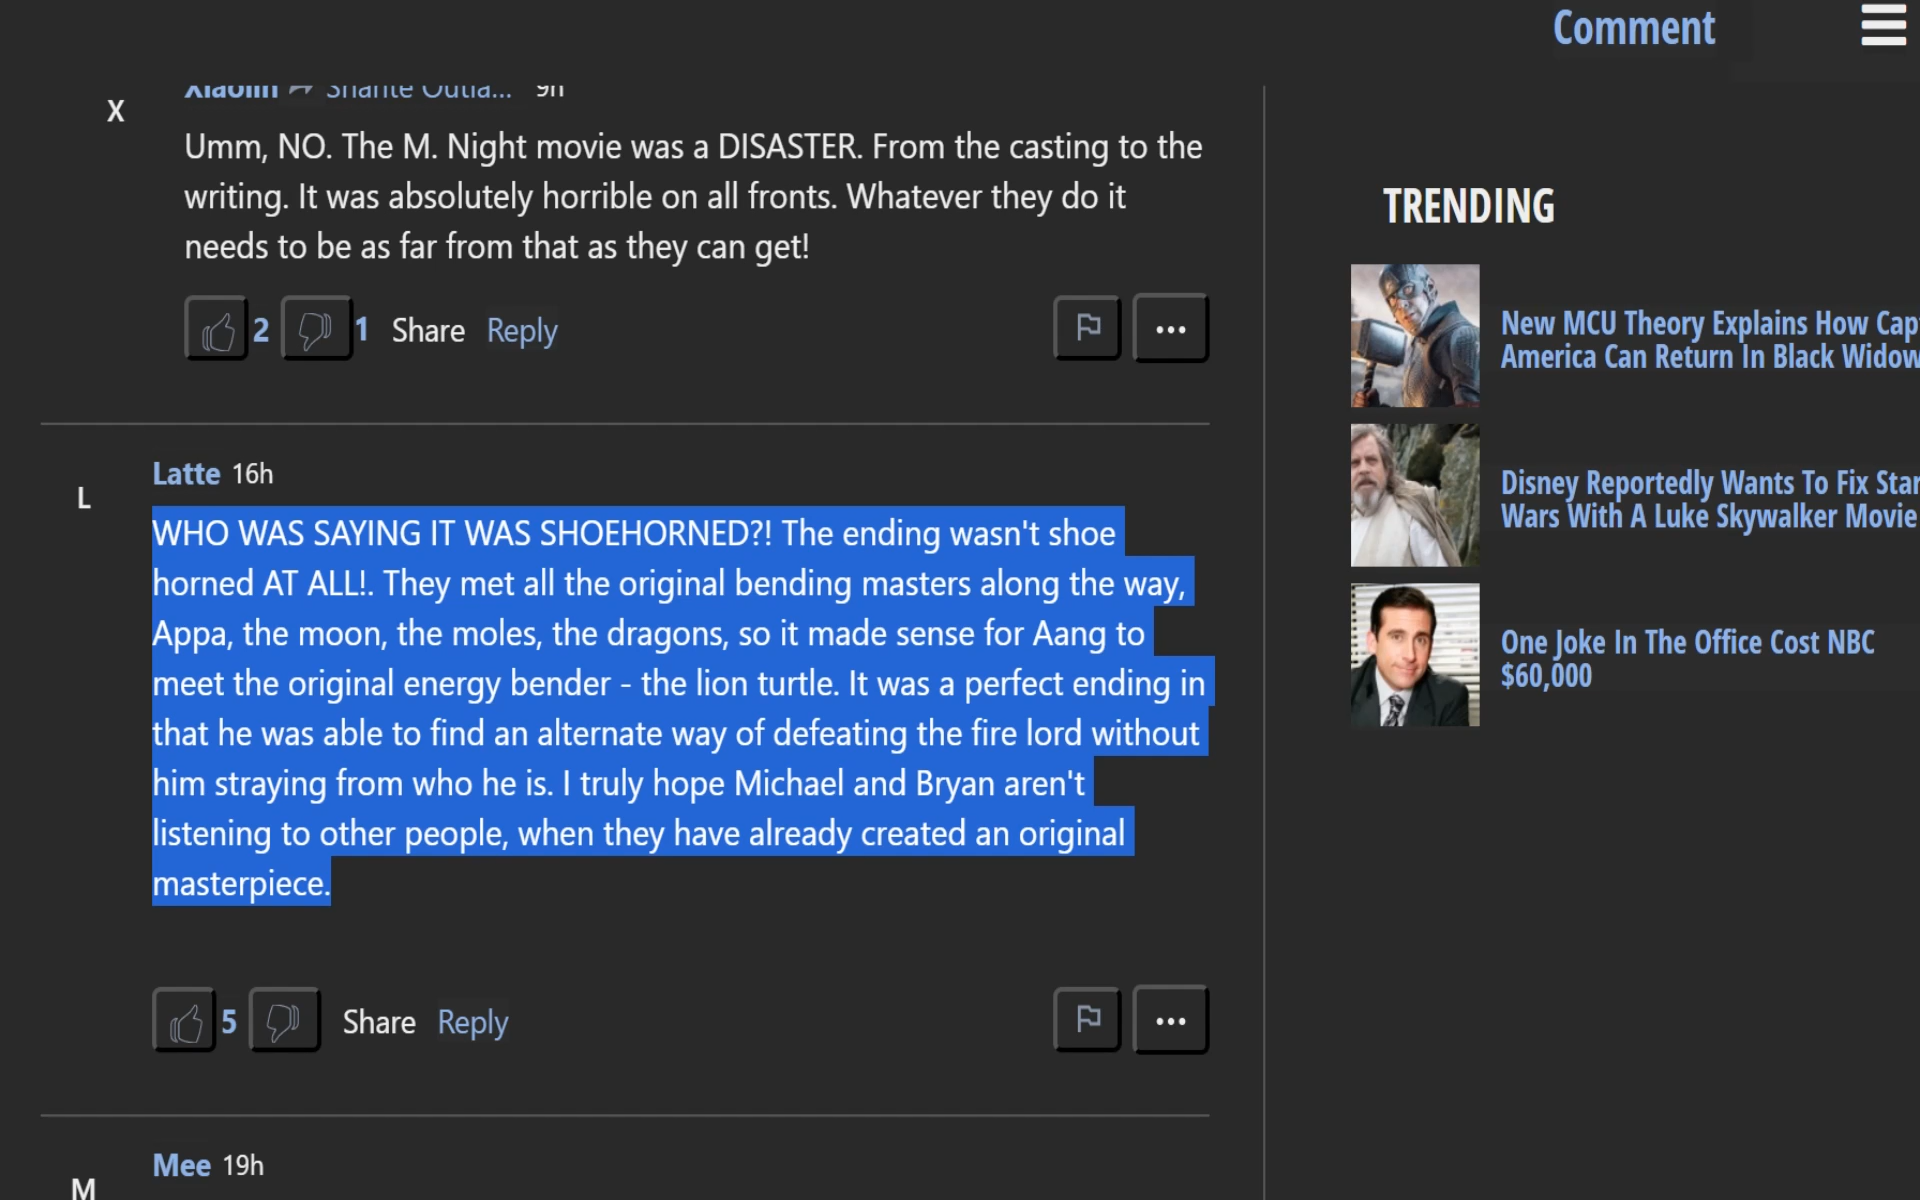 Comment
X
Xiaolin Shante Outla... 9h
Umm, NO. The M. Night movie was a DISASTER. From the casting to the
writing. It was absolutely horrible on all fronts. Whatever they do it
needs to be as far from that as they can get!
2 1 Share Reply
L
Latte 16h
WHO WAS SAYING IT WAS SHOEHORNED?! The ending wasn't shoe
horned AT ALL!. They met all the original bending masters along the way,
Appa, the moon, the moles, the dragons, so it made sense for Aang to
meet the original energy bender - the lion turtle. It was a perfect ending in
that he was able to find an alternate way of defeating the fire lord without
him straying from who he is. I truly hope Michael and Bryan aren't
listening to other people, when they have already created an original
masterpiece.
5 Share Reply
M
Mee 19h
TRENDING
New MCU Theory Explains How Cap
America Can Return In Black Widow
Disney Reportedly Wants To Fix Star
Wars With A Luke Skywalker Movie
One Joke In The Office Cost NBC
$60,000